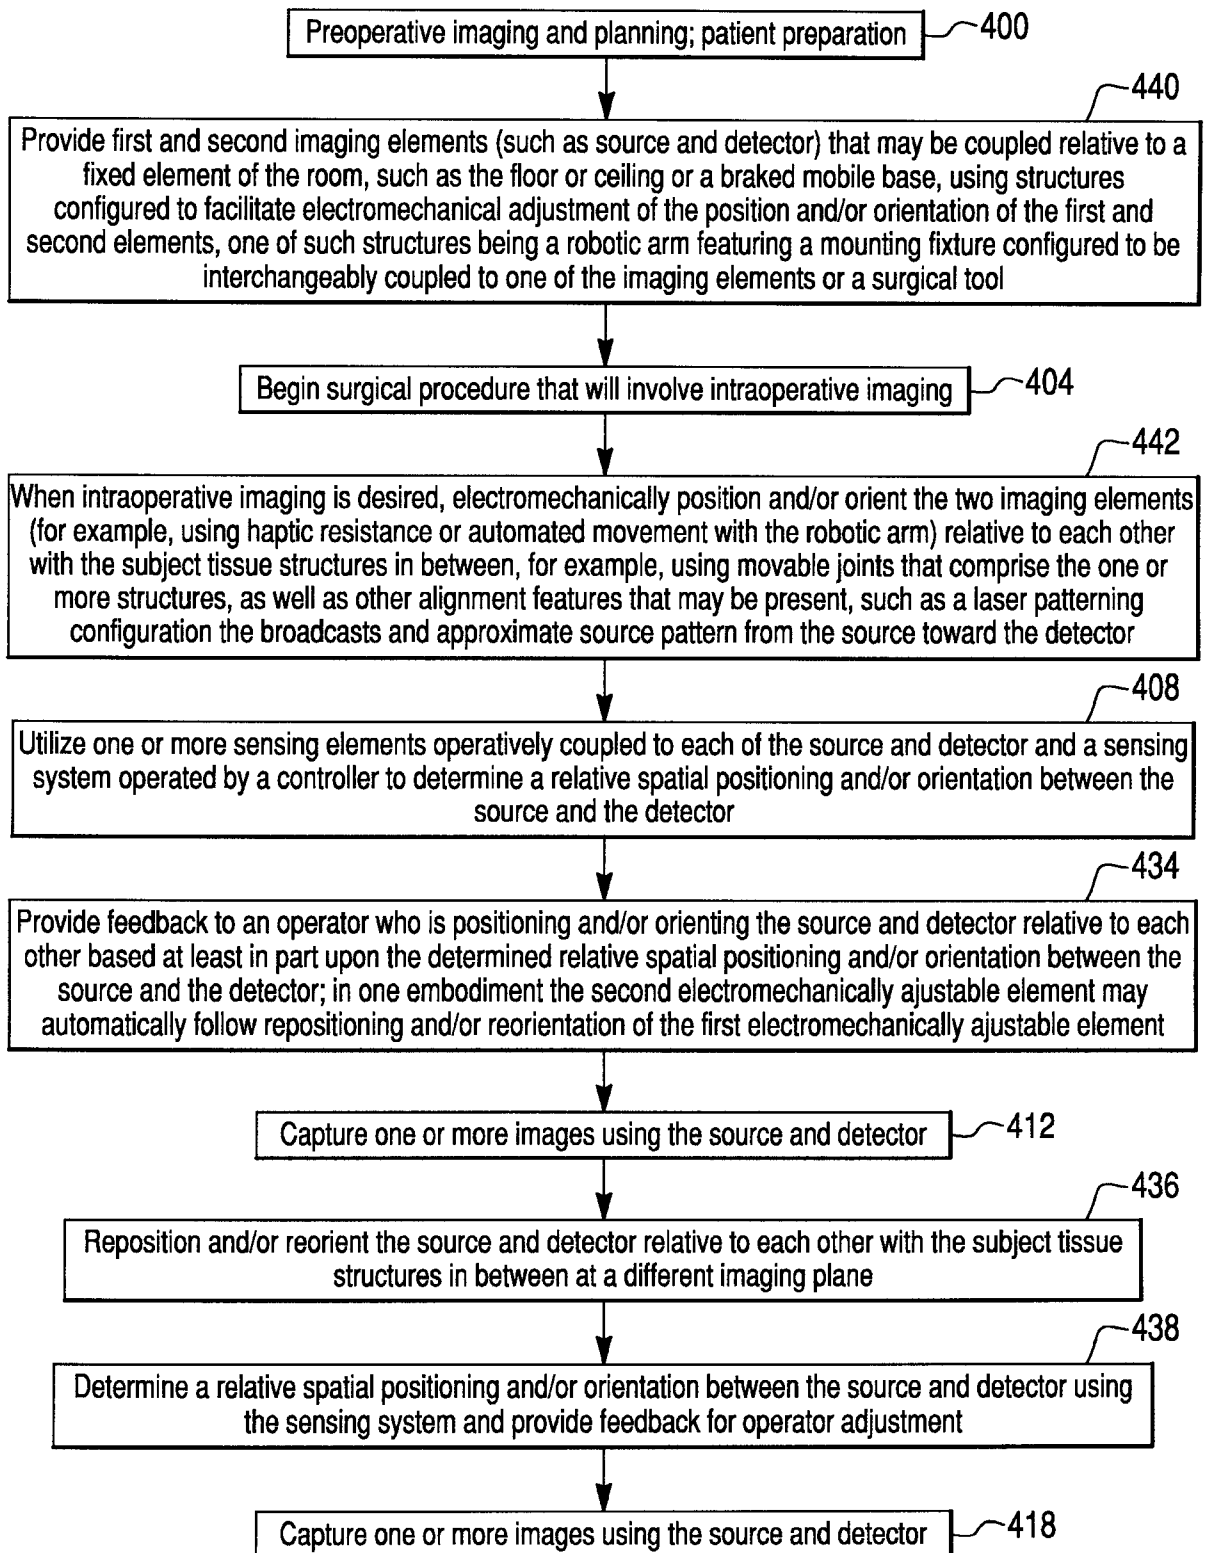 Preoperative imaging and planning; patient preparation 400
440
Provide first and second imaging elements (such as source and detector) that may be coupled relative to a
fixed element of the room, such as the floor or ceiling or a braked mobile base, using structures
configured to facilitate electromechanical adjustment of the position and/or orientation of the first and
second elements, one of such structures being a robotic arm featuring a mounting fixture configured to be
interchangeably coupled to one of the imaging elements or a surgical tool
Begin surgical procedure that will involve intraoperative imaging 404
442
When intraoperative imaging is desired, electromechanically position and/or orient the two imaging elements
(for example, using haptic resistance or automated movement with the robotic arm) relative to each other
with the subject tissue structures in between, for example, using movable joints that comprise the one or
more structures, as well as other alignment features that may be present, such as a laser patterning
configuration the broadcasts and approximate source pattern from the source toward the detector
408
Utilize one or more sensing elements operatively coupled to each of the source and detector and a sensing
system operated by a controller to determine a relative spatial positioning and/or orientation between the
source and the detector
434
Provide feedback to an operator who is positioning and/or orienting the source and detector relative to each
other based at least in part upon the determined relative spatial positioning and/or orientation between the
source and the detector; in one embodiment the second electromechanically ajustable element may
automatically follow repositioning and/or reorientation of the first electromechanically ajustable element
Capture one or more images using the source and detector 412
436
Reposition and/or reorient the source and detector relative to each other with the subject tissue
structures in between at a different imaging plane
438
Determine a relative spatial positioning and/or orientation between the source and detector using
the sensing system and provide feedback for operator adjustment
Capture one or more images using the source and detector 418